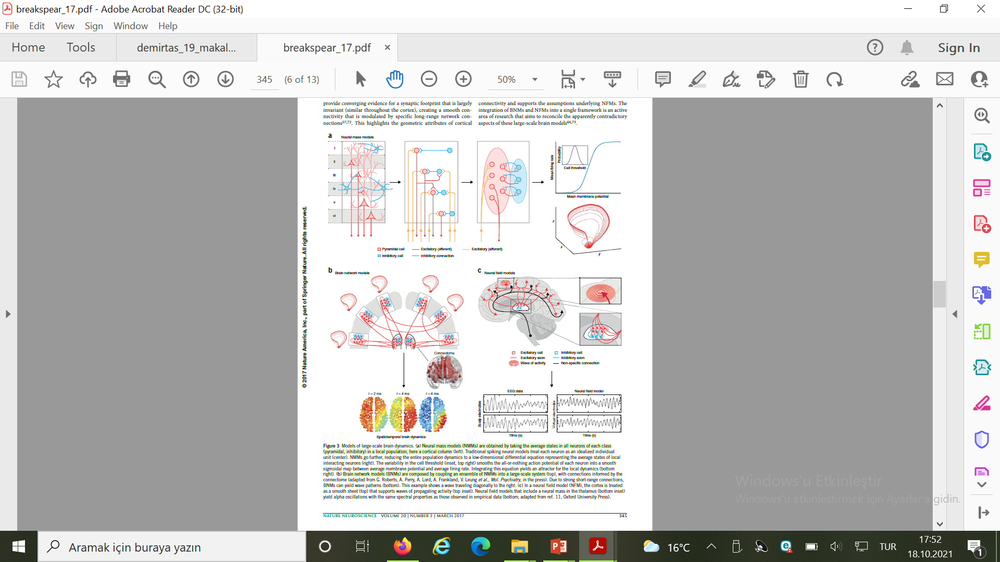 breakspear_17.pdf - Adobe Acrobat Reader DC (32-bit)
File Edit View Sign Window Help
Home Tools demirtas_19_makal... breakspear_17.pdf Sign In
345 (6 of 13) 50%
provide converging evidence for a synaptic footprint that is largely
invariant (similar throughout the cortex), creating a smooth con-
nectivity that is modulated by specific long-range network con-
nections57,72. This highlights the geometric attributes of cortical
connectivity and supports the assumptions underlying NFMs. The
integration of BNMs and NFMs into a single framework is an active
area of research that aims to reconcile the apparently contradictory
aspects of these large-scale brain models64,73.
© 2017 Nature America, Inc., part of Springer Nature. All rights reserved.
a Neural mass models
I
II
III
IV
V
VI
Mean firing rate
Probability
Cell threshold
Mean membrane potential
z
x
y
Pyramidal cell Excitatory (efferent) Excitatory (afferent)
Inhibitory cell Inhibitory connection
b Brain network models
Connectome
t = 2 ms t = 4 ms t = 6 ms
Spatiotemporal brain dynamics
c Neural field models
Excitatory cell Inhibitory cell
Excitatory axon Inhibitory axon
Wave of activity Non-specific connection
EEG data Neural field model
Scalp electrodes
Virtual electrodes
Time (s) Time (s)
Figure 3 Models of large-scale brain dynamics. (a) Neural mass models (NMMs) are obtained by taking the average states in all neurons of each class
(pyramidal, inhibitory) in a local population, here a cortical column (left). Traditional spiking neural models treat each neuron as an idealized individual
unit (center). NMMs go further, reducing the entire population dynamics to a low-dimensional differential equation representing the average states of local
interacting neurons (right). The variability in the cell threshold (inset, top right) smooths the all-or-nothing action potential of each neuron into a smooth
sigmoidal map between average membrane potential and average firing rate. Integrating this equation yields an attractor for the local dynamics (bottom
right). (b) Brain network models (BNMs) are composed by coupling an ensemble of NMMs into a large-scale system (top), with connections informed by the
connectome (adapted from G. Roberts, A. Perry, A. Lord, A. Frankland, V. Leung et al., Mol. Psychiatry, in the press). Due to strong short-range connections,
BNMs can yield wave patterns (bottom). This example shows a wave traveling diagonally to the right. (c) In a neural field model (NFM), the cortex is treated
as a smooth sheet (top) that supports waves of propagating activity (top inset). Neural field models that include a neural mass in the thalamus (bottom inset)
yield alpha oscillations with the same spectral properties as those observed in empirical data (bottom; adapted from ref. 11, Oxford University Press).
NATURE NEUROSCIENCE VOLUME 20 | NUMBER 3 | MARCH 2017 345
Windows'u Etkinleştir
Windows'u etkinleştirmek için Ayarlar'a gidin.
Aramak için buraya yazın
16°C
TUR
17:52
18.10.2021
1